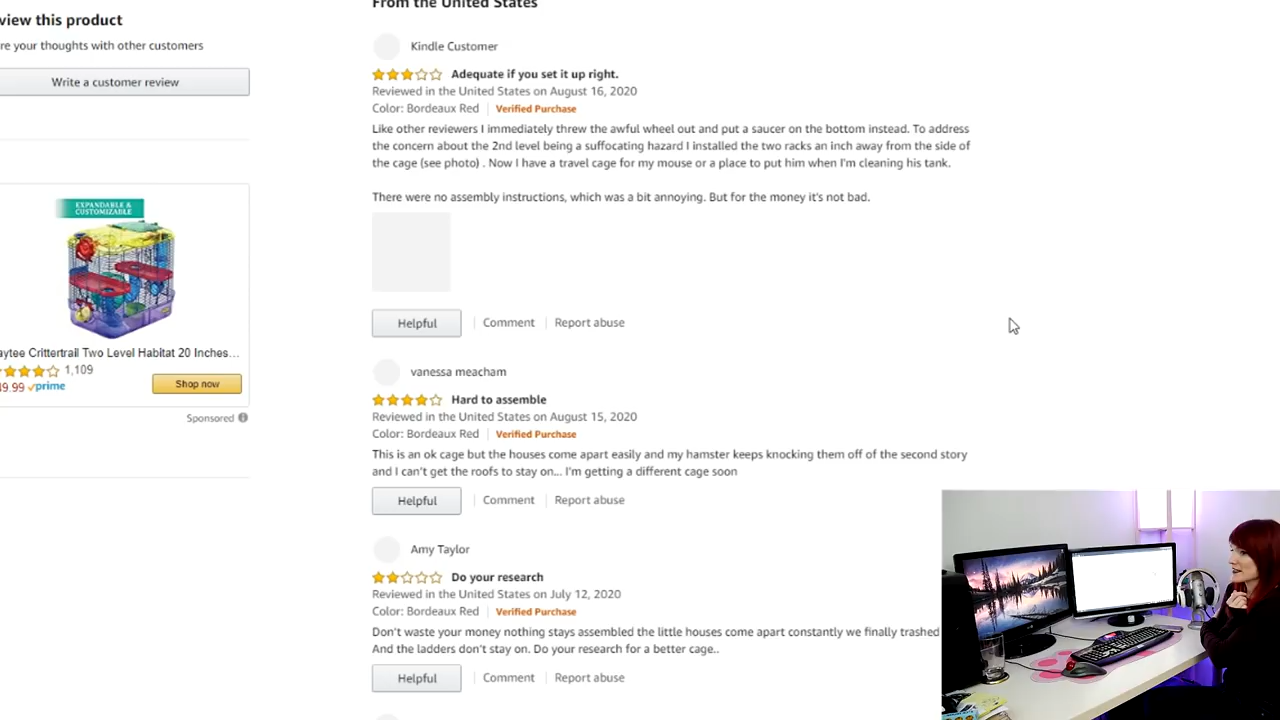 From the United States
view this product
re your thoughts with other customers
Write a customer review
EXPANDABLE &
CUSTOMIZABLE
aytee Crittertrail Two Level Habitat 20 Inches...
1,109
9.99 prime
Shop now
Sponsored
Kindle Customer
Adequate if you set it up right.
Reviewed in the United States on August 16, 2020
Color: Bordeaux Red | Verified Purchase
Like other reviewers I immediately threw the awful wheel out and put a saucer on the bottom instead. To address
the concern about the 2nd level being a suffocating hazard I installed the two racks an inch away from the side of
the cage (see photo) . Now I have a travel cage for my mouse or a place to put him when I'm cleaning his tank.
There were no assembly instructions, which was a bit annoying. But for the money it's not bad.
Helpful | Comment | Report abuse
vanessa meacham
Hard to assemble
Reviewed in the United States on August 15, 2020
Color: Bordeaux Red | Verified Purchase
This is an ok cage but the houses come apart easily and my hamster keeps knocking them off of the second story
and I can't get the roofs to stay on... I'm getting a different cage soon
Helpful | Comment | Report abuse
Amy Taylor
Do your research
Reviewed in the United States on July 12, 2020
Color: Bordeaux Red | Verified Purchase
Don't waste your money nothing stays assembled the little houses come apart constantly we finally trashed
And the ladders don't stay on. Do your research for a better cage..
Helpful | Comment | Report abuse